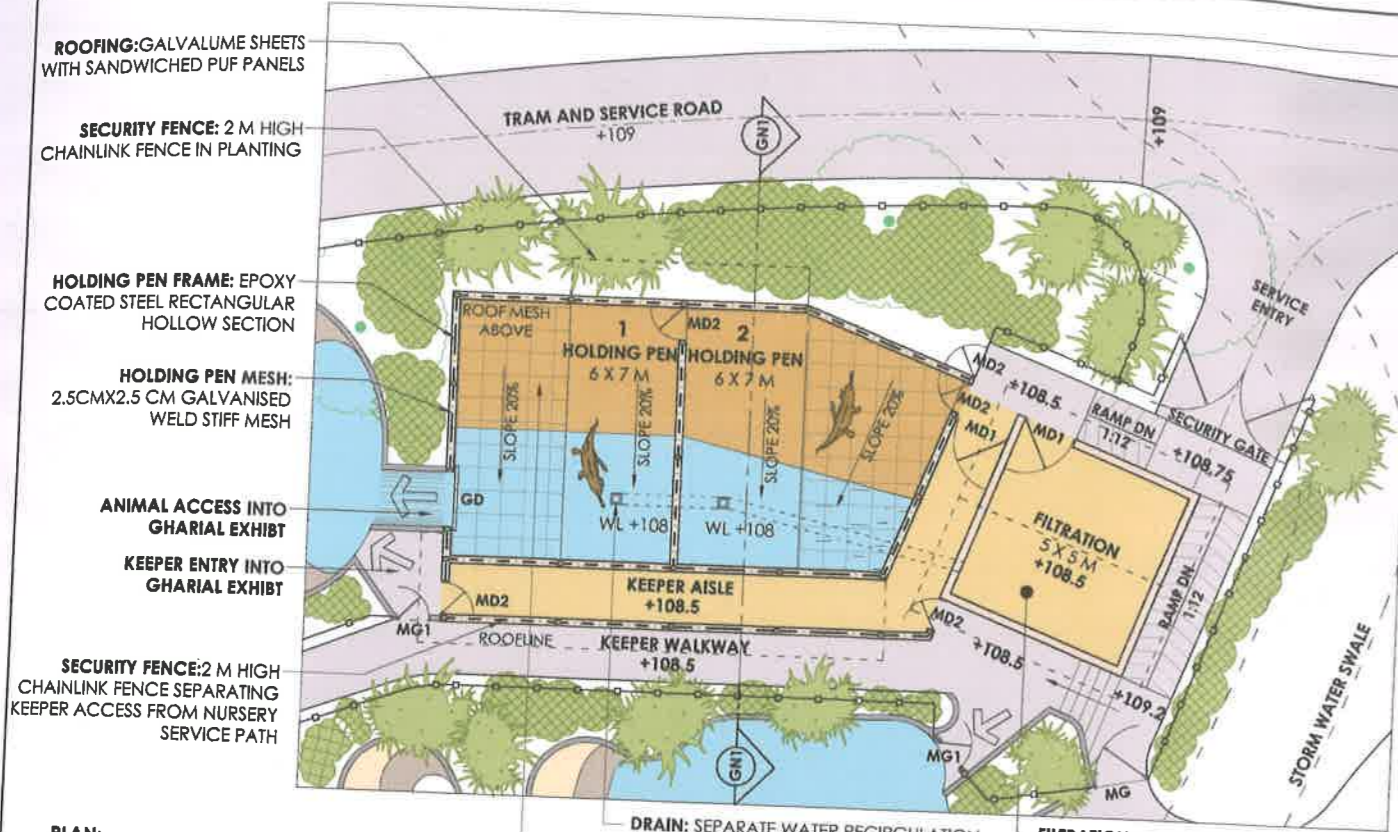 ROOFING:GALVALUME SHEETS
WITH SANDWICHED PUF PANELS
SECURITY FENCE: 2 M HIGH
CHAINLINK FENCE IN PLANTING
HOLDING PEN FRAME: EPOXY
COATED STEEL RECTANGULAR
HOLLOW SECTION
HOLDING PEN MESH:
2.5CMX2.5 CM GALVANISED
WELD STIFF MESH
ANIMAL ACCESS INTO
GHARIAL EXHIBT
KEEPER ENTRY INTO
GHARIAL EXHIBT
SECURITY FENCE:2 M HIGH
CHAINLINK FENCE SEPARATING
KEEPER ACCESS FROM NURSERY
SERVICE PATH
TRAM AND SERVICE ROAD
+109
GN1
+109
SERVICE
ENTRY
ROOF MESH
ABOVE
1
HOLDING PEN
6 X 7 M
MD2
2
HOLDING PEN
6 X 7 M
SLOPE 20%
SLOPE 20%
SLOPE 20%
SLOPE 20%
GD
WL +108
WL +108
MD2
+108.5
MD2
MD1
MD1
RAMP DN
1:12
SECURITY GATE
+108.75
FILTRATION
5 X 5 M
+108.5
RAMP DN
1:12
KEEPER AISLE
+108.5
MD2
MD2
MG1
ROOFLINE
KEEPER WALKWAY
+108.5
+108.5
+109.2
STORM WATER SWALE
MG1
MG
GN1
PLAN:
DRAIN: SEPARATE WATER RECIRCULATION